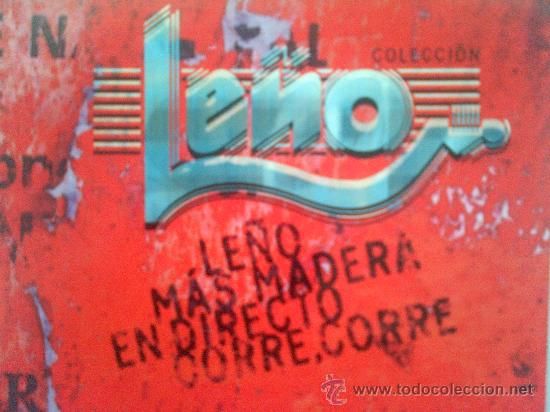 COLECCIÓN
Leño
LEÑO
MÁS MADERA
EN DIRECTO
CORRE, CORRE
www.todocoleccion.net